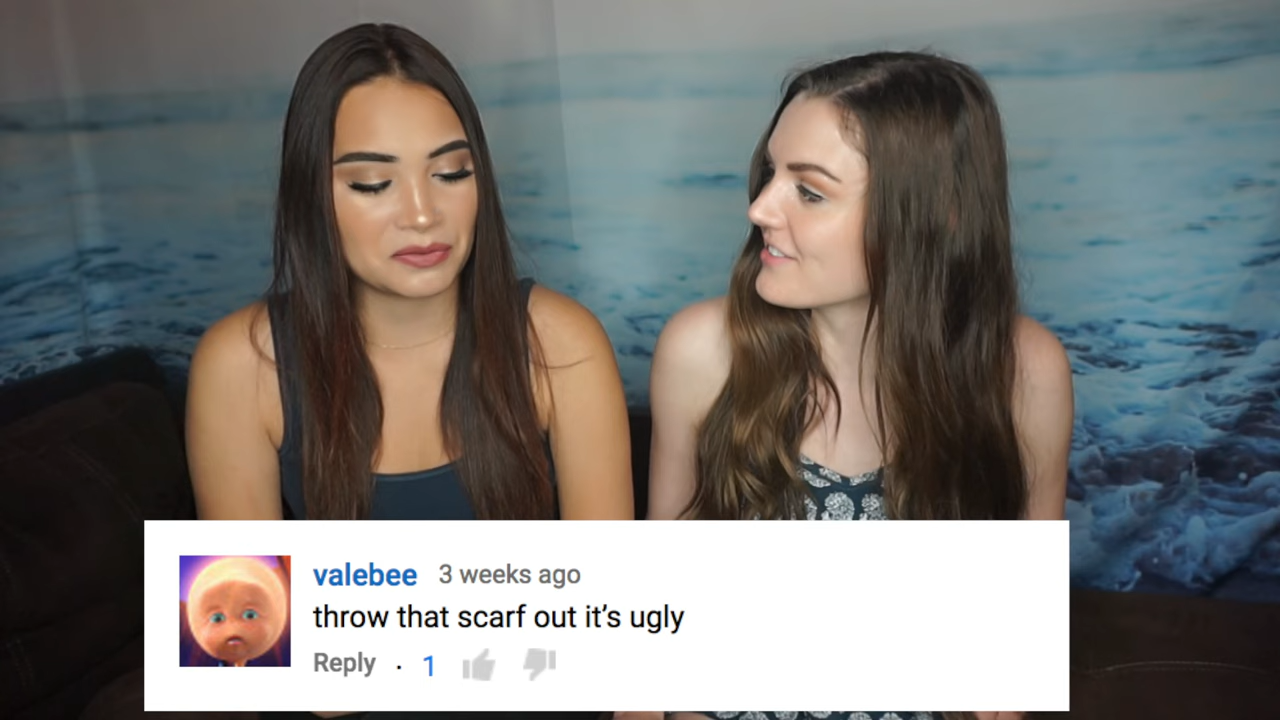 valebee 3 weeks ago
throw that scarf out it’s ugly
Reply · 1